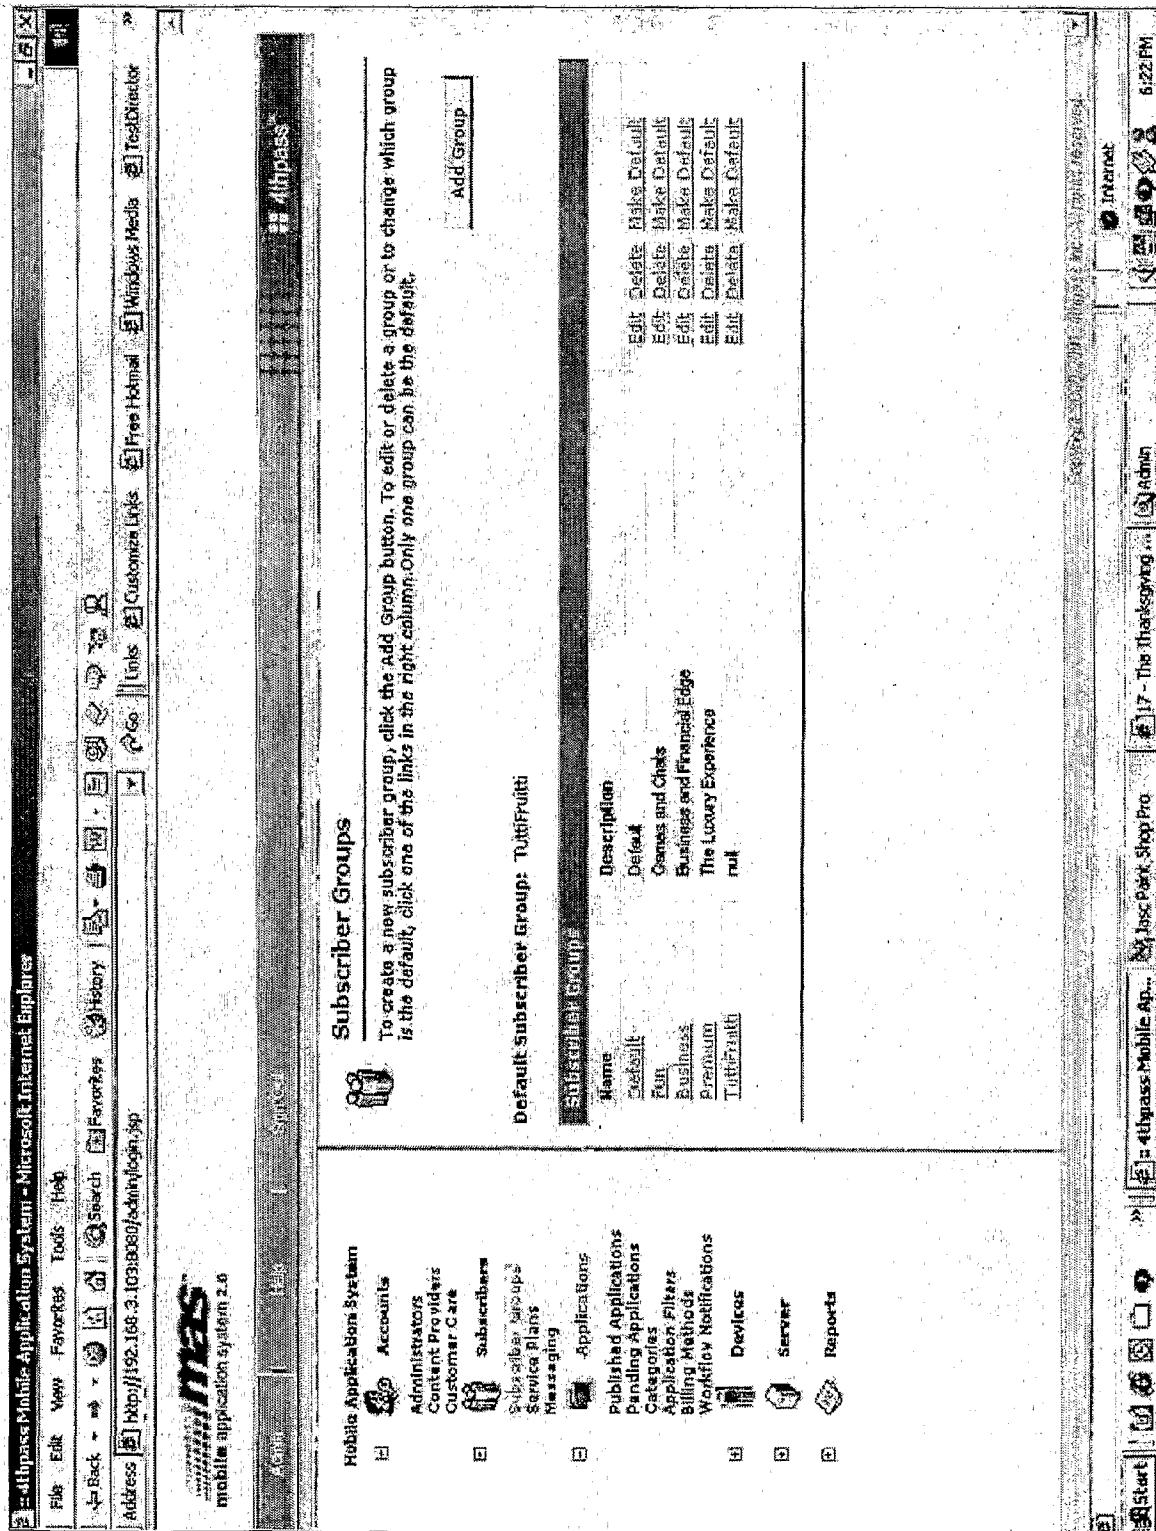 4thpass Mobile Application System - Microsoft Internet Explorer
File Edit View Favorites Tools Help
Back Search Favorites History
Address http://192.168.3.103:8080/admin/login.jsp Go Links Customize Links Free Hotmail Windows Media TestDirector
mas
mobile application system 2.0
Help
4thpass
Mobile Application System
Accounts
Administrators
Content Providers
Customer Care
Subscribers
Subscriber Groups
Service Plans
Messaging
Applications
Published Applications
Pending Applications
Categories
Application Filters
Billing Methods
Workflow Notifications
Devices
Server
Reports
Subscriber Groups
To create a new subscriber group, click the Add Group button. To edit or delete a group or to change which group
is the default, click one of the links in the right column. Only one group can be the default.
Add Group
Default Subscriber Group: TuttiFruitti
Subscriber Groups
Name Description
Default Default Edit Delete Make Default
Fun Games and Chats Edit Delete Make Default
Business Business and Financial Edge Edit Delete Make Default
Premium The Luxury Experience Edit Delete Make Default
TuttiFruitti null Edit Delete Make Default
Internet
Start 4thpass Mobile Ap... Jasc Paint Shop Pro 17 - The Thanksgiving ... Admin 6:22 PM